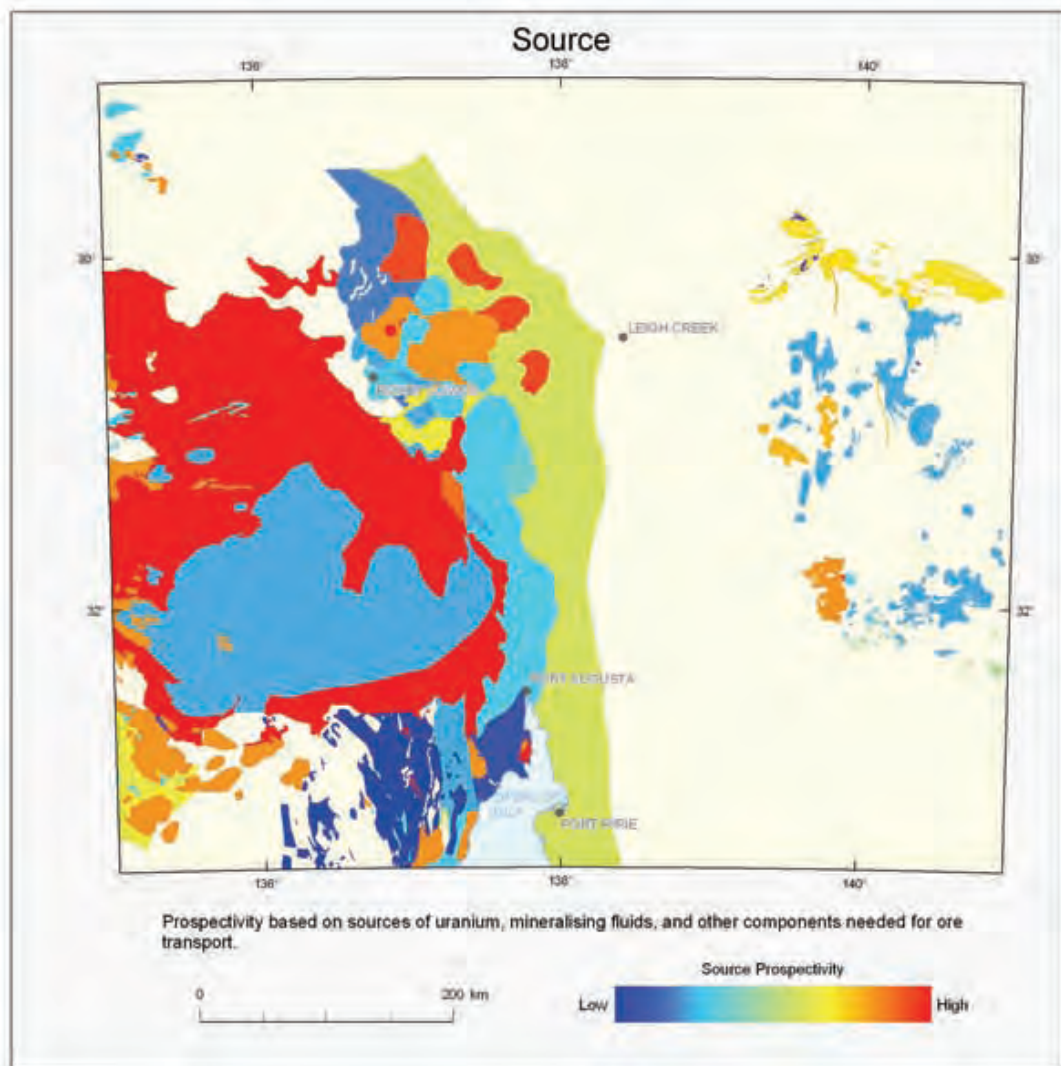 Source
136°
138°
140°
30°
30°
LEIGH CREEK
32°
32°
PORT AUGUSTA
PORT PIRIE
136°
138°
140°
Prospectivity based on sources of uranium, mineralising fluids, and other components needed for ore
transport.
0
200 km
Source Prospectivity
Low
High